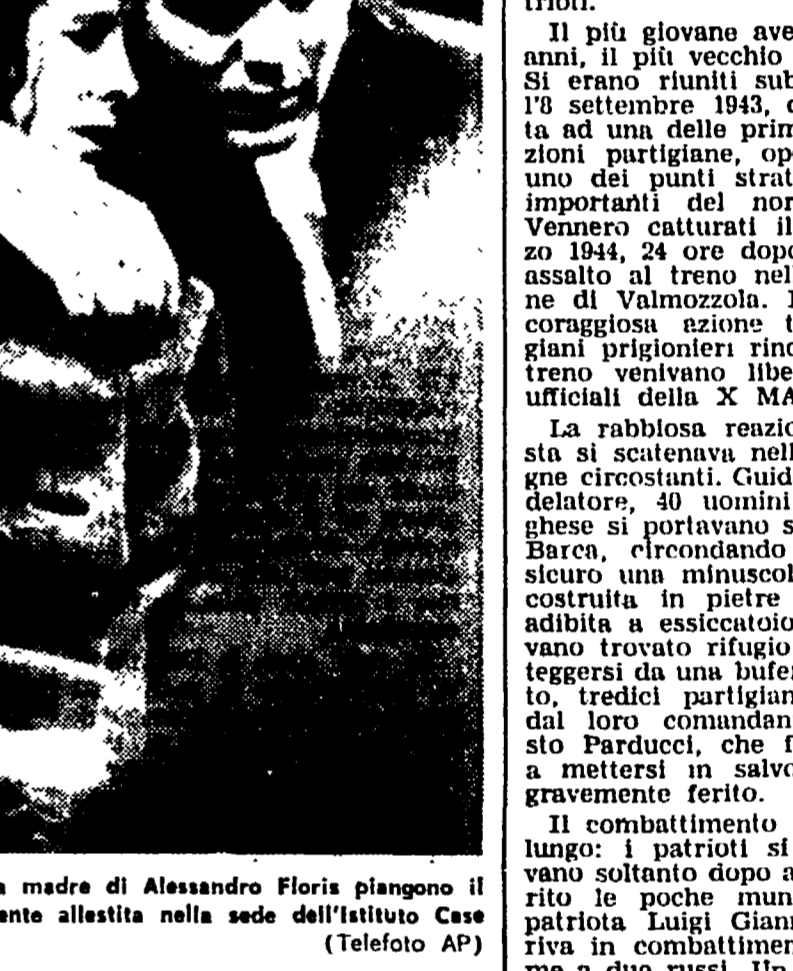 a madre di Alessandro Floris piangono il
ente allestita nella sede dell'Istituto Case
(Telefoto AP)
trioti.
Il più giovane ave
anni, il più vecchio
Si erano riuniti sub
l'8 settembre 1943, d
ta ad una delle prim
zioni partigiane, op
uno dei punti strat
importanti del nor
Vennero catturati il
zo 1944, 24 ore dopo
assalto al treno nell
ne di Valmozzola. I
coraggiosa azione t
giani prigionieri rinc
treno venivano libe
ufficiali della X MA
La rabbiosa reazio
sta si scatenava nell
gne circostanti. Guid
delatore, 40 uomini
ghese si portavano s
Barca, circondando
sicuro una minuscol
costruita in pietre
adibita a essiccatoio
vano trovato rifugio
teggersi da una bufer
to, tredici partigian
dal loro comandan
sto Parducci, che f
a mettersi in salvo
gravemente ferito.
Il combattimento
lungo: i patrioti si
vano soltanto dopo a
rito le poche mun
patriota Luigi Giann
riva in combattimen
me a due russi. Un